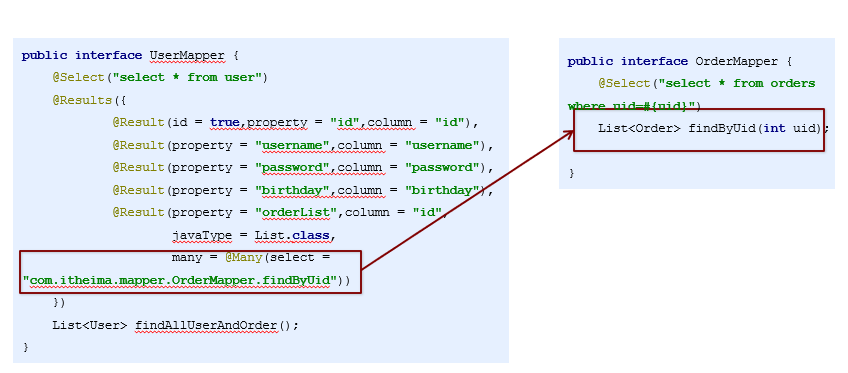 public interface UserMapper {
@Select("select * from user")
@Results({
@Result(id = true,property = "id",column = "id"),
@Result(property = "username",column = "username"),
@Result(property = "password",column = "password"),
@Result(property = "birthday",column = "birthday"),
@Result(property = "orderList",column = "id",
javaType = List.class,
many = @Many(select =
"com.itheima.mapper.OrderMapper.findByUid"))
})
List<User> findAllUserAndOrder();
}
public interface OrderMapper {
@Select("select * from orders
where uid=#{uid}")
List<Order> findByUid(int uid);
}